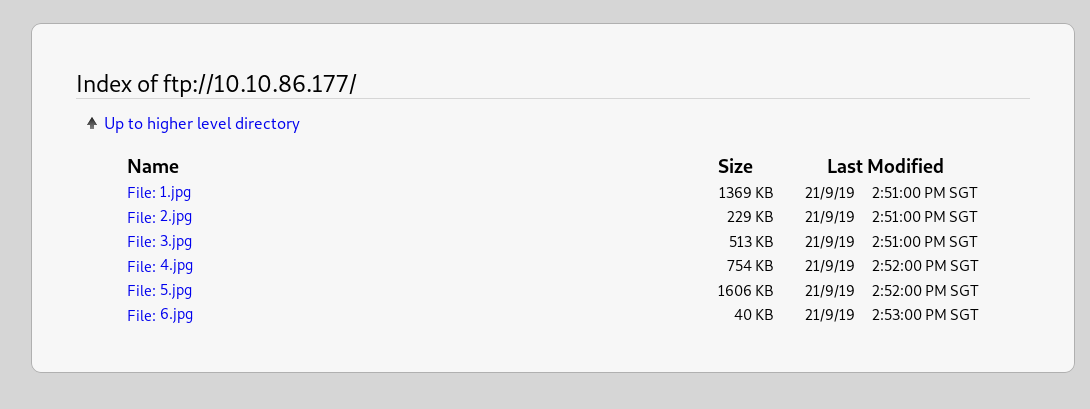 Index of ftp://10.10.86.177/
Up to higher level directory
Name Size Last Modified
File: 1.jpg 1369 KB 21/9/19 2:51:00 PM SGT
File: 2.jpg 229 KB 21/9/19 2:51:00 PM SGT
File: 3.jpg 513 KB 21/9/19 2:51:00 PM SGT
File: 4.jpg 754 KB 21/9/19 2:52:00 PM SGT
File: 5.jpg 1606 KB 21/9/19 2:52:00 PM SGT
File: 6.jpg 40 KB 21/9/19 2:53:00 PM SGT